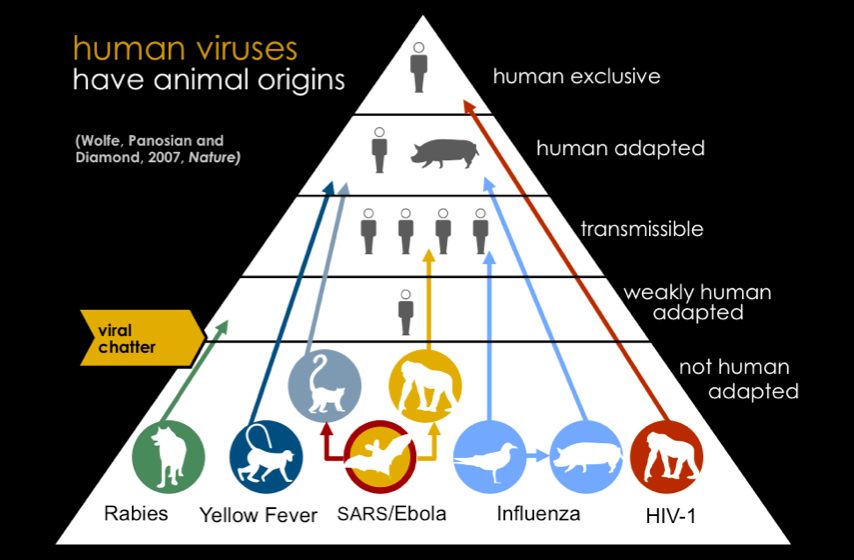 human viruses
have animal origins
(Wolfe, Panosian and
Diamond, 2007, Nature)
human exclusive
human adapted
transmissible
weakly human
adapted
viral
chatter
not human
adapted
Rabies
Yellow Fever
SARS/Ebola
Influenza
HIV-1